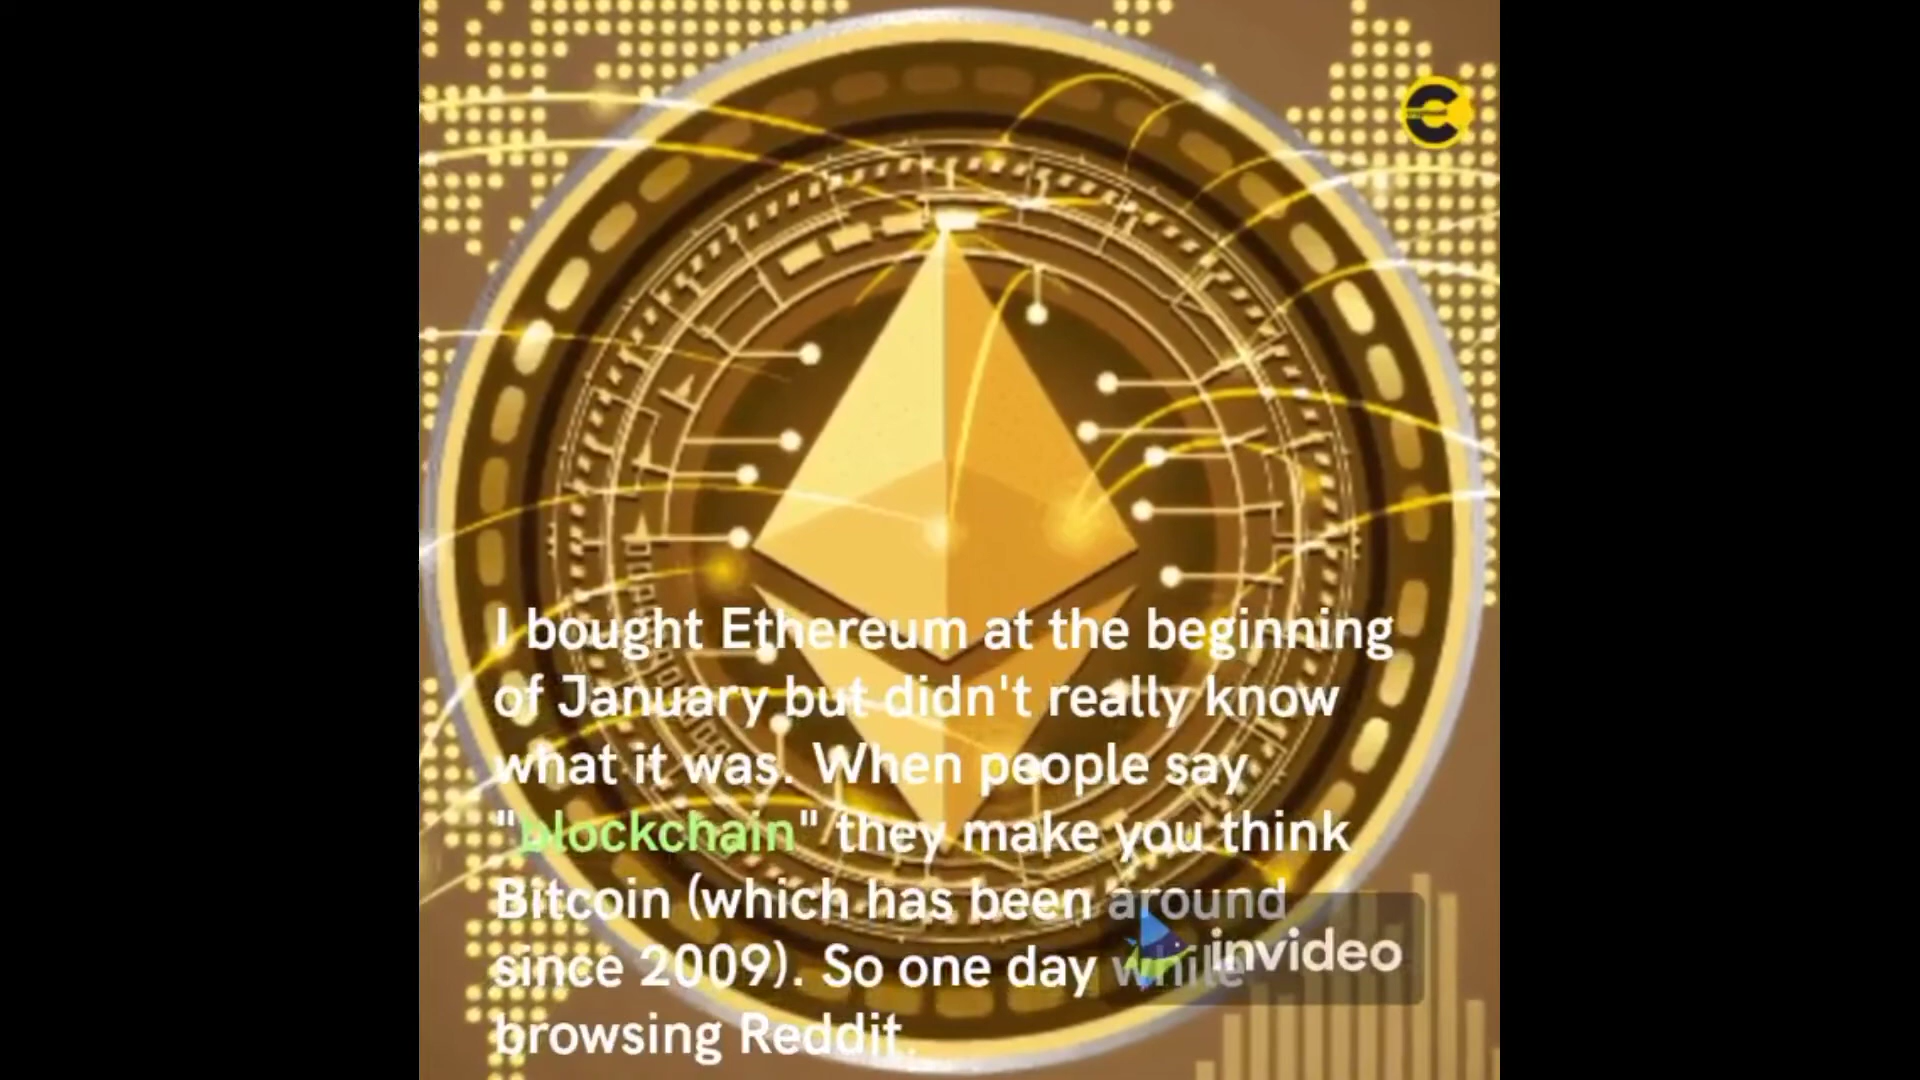 I bought Ethereum at the beginning
of January but didn't really know
what it was. When people say
"blockchain" they make you think
Bitcoin (which has been around
since 2009). So one day while
invideo
browsing Reddit.